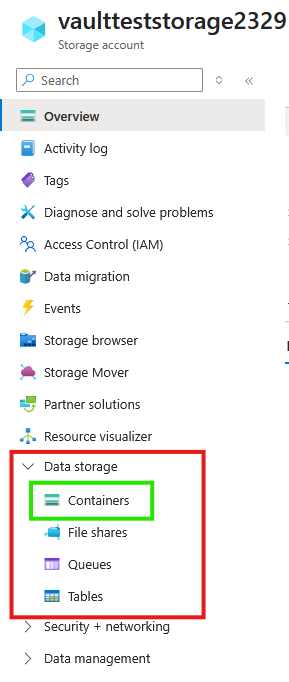 vaultteststorage2329
Storage account
Search
Overview
Activity log
Tags
Diagnose and solve problems
Access Control (IAM)
Data migration
Events
Storage browser
Storage Mover
Partner solutions
Resource visualizer
Data storage
Containers
File shares
Queues
Tables
Security + networking
Data management